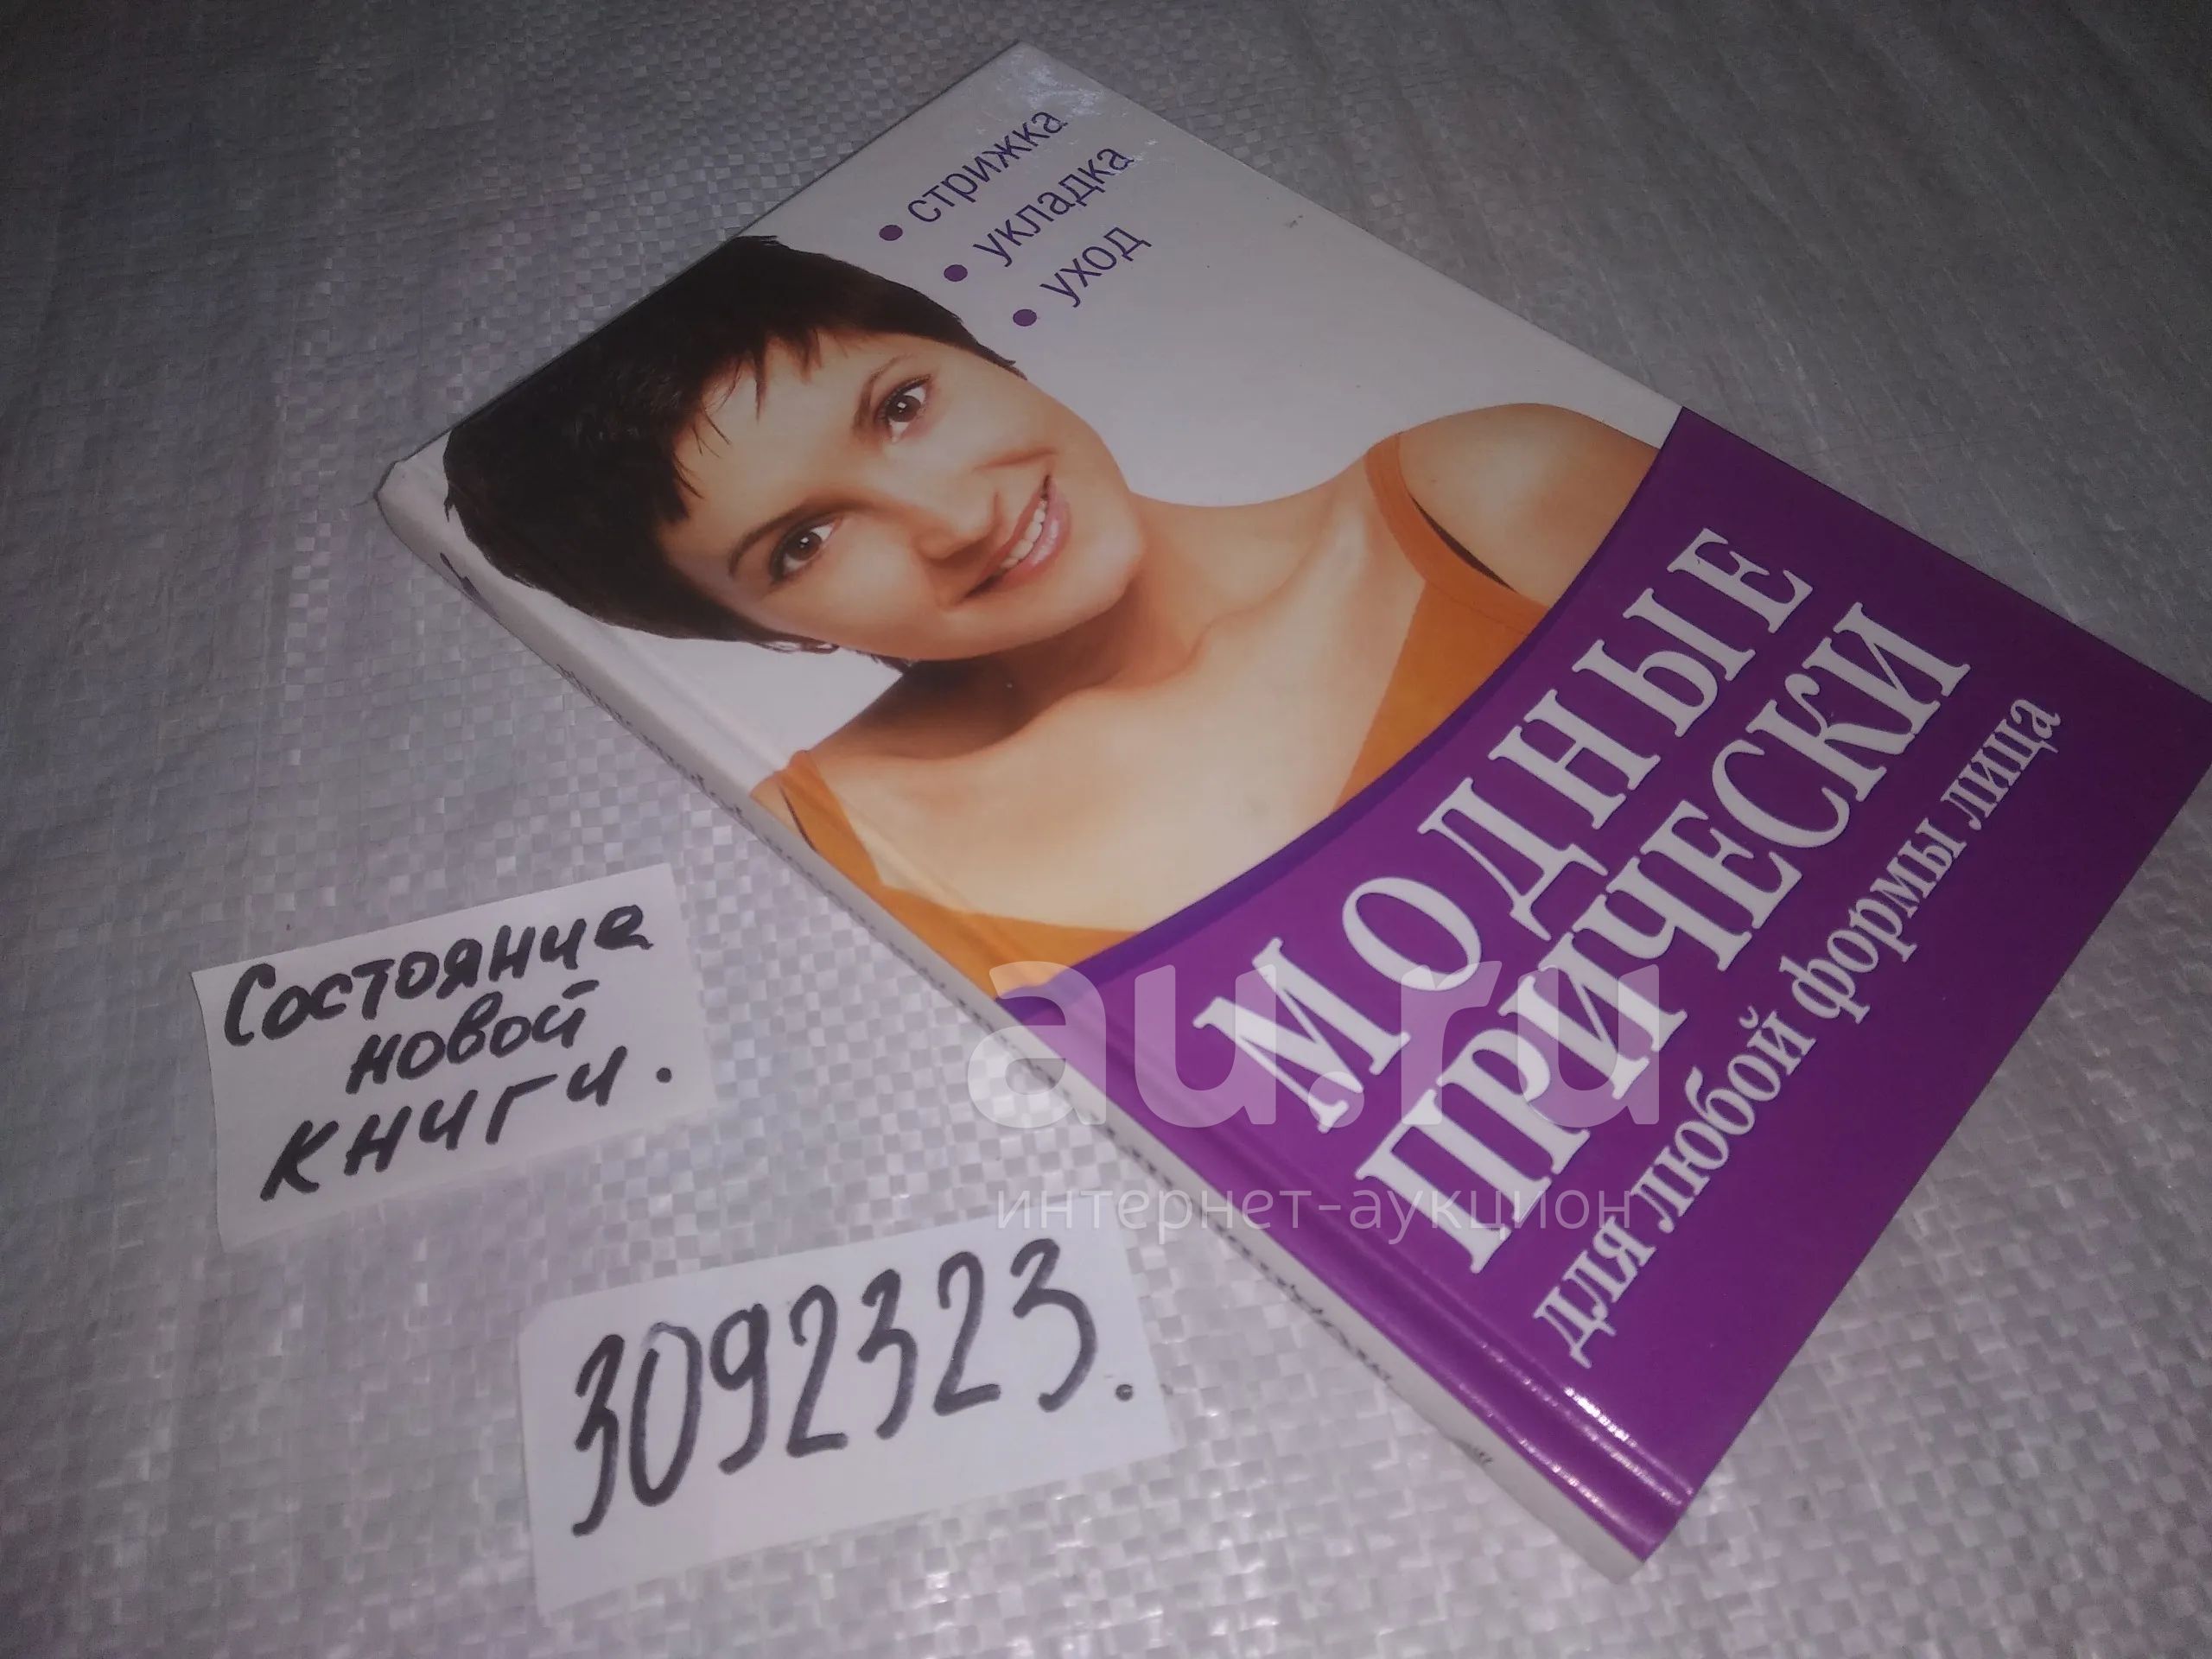 • стрижка
• укладка
• уход
МОДНЫЕ
ПРИЧЕСКИ
для любой формы лица
Состояние
новой
книги.
3092323.
au.ru
интернет-аукцион